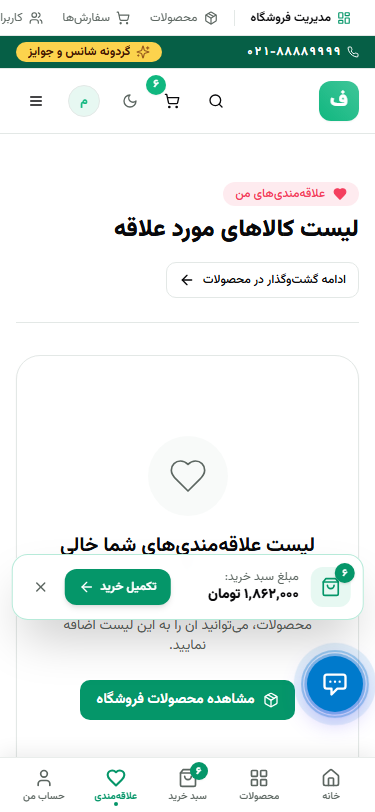 مدیریت فروشگاه
محصولات
سفارش‌ها
۰۲۱-۸۸۸۸۹۹۹۹
گردونه شانس و جوایز
ف
۶
م
علاقه‌مندی‌های من
لیست کالاهای مورد علاقه
ادامه گشت‌وگذار در محصولات
لیست علاقه‌مندی‌های شما خالی
۶
مبلغ سبد خرید:
۱,۸۶۲,۰۰۰ تومان
تکمیل خرید
محصولات، می‌توانید آن را به این لیست اضافه
نمایید.
مشاهده محصولات فروشگاه
خانه
محصولات
۶
سبد خرید
علاقه‌مندی
حساب من